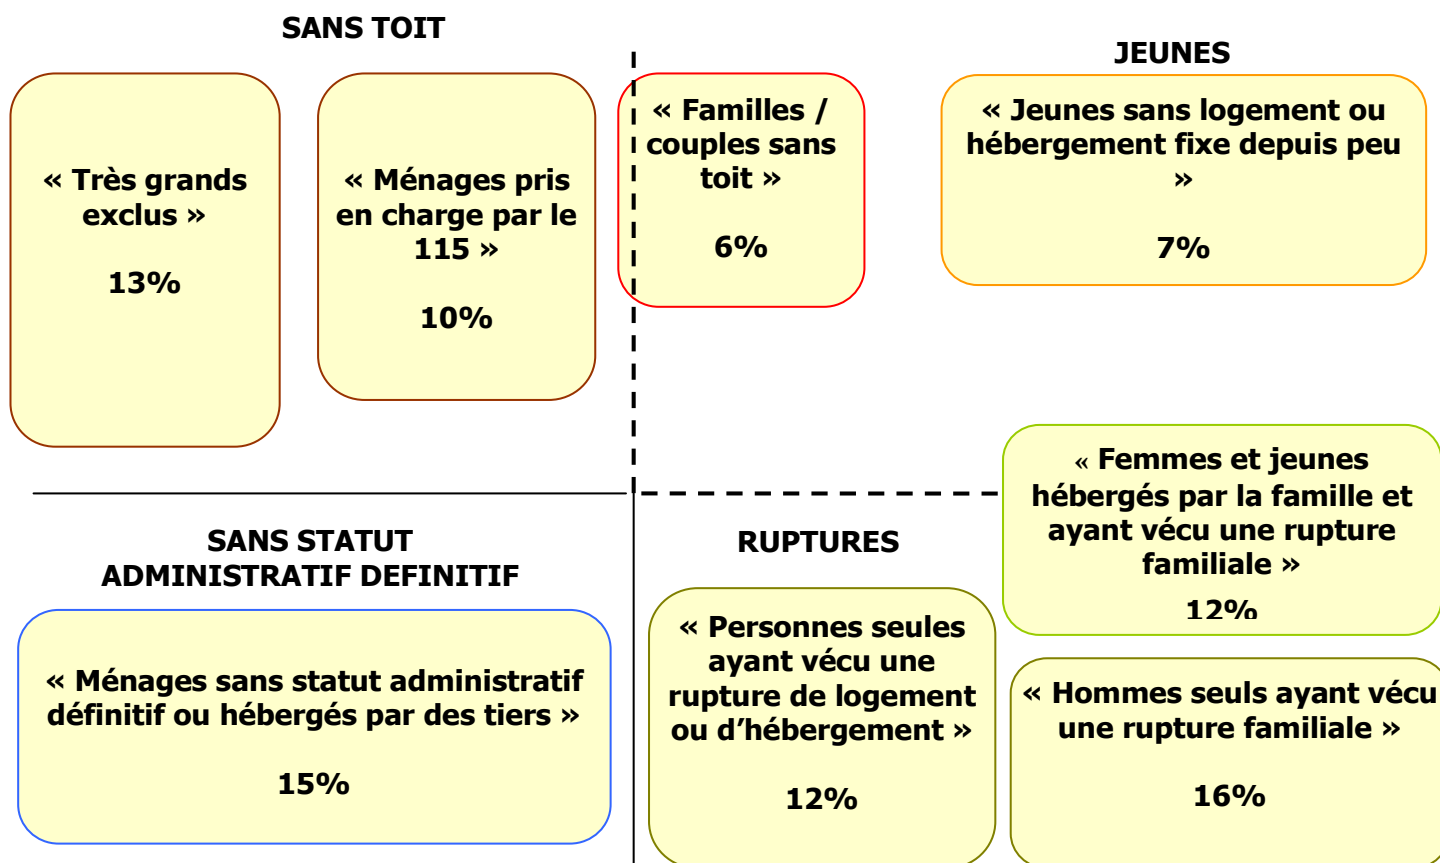 SANS TOIT
« Très grands
exclus »
13%
« Ménages pris
en charge par le
115 »
10%
« Familles /
couples sans
toit »
6%
JEUNES
« Jeunes sans logement ou
hébergement fixe depuis peu
»
7%
SANS STATUT
ADMINISTRATIF DEFINITIF
« Ménages sans statut administratif
définitif ou hébergés par des tiers »
15%
RUPTURES
« Personnes seules
ayant vécu une
rupture de logement
ou d’hébergement »
12%
« Femmes et jeunes
hébergés par la famille et
ayant vécu une rupture
familiale »
12%
« Hommes seuls ayant vécu
une rupture familiale »
16%